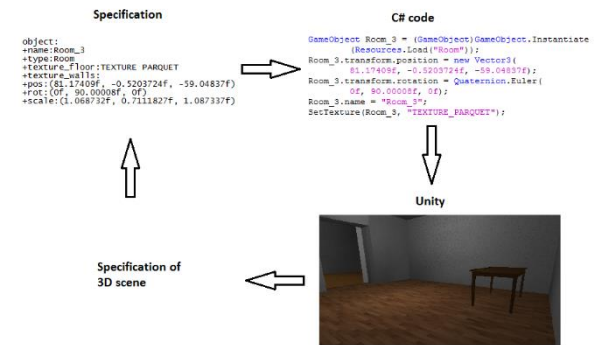 Specification
object:
+name:Room_3
+type:Room
+texture_floor:TEXTURE PARQUET
+texture_walls:
+pos:(81.17409f, -0.5203724f, -59.04837f)
+rot:(0f, 90.00008f, 0f)
+scale:(1.068732f, 0.7111827f, 1.087337f)
C# code
GameObject Room_3 = (GameObject)GameObject.Instantiate
(Resources.Load("Room"));
Room_3.transform.position = new Vector3(
81.17409f, -0.5203724f, -59.04837f);
Room_3.transform.rotation = Quaternion.Euler(
0f, 90.00008f, 0f);
Room_3.name = "Room_3";
SetTexture(Room_3, "TEXTURE_PARQUET");
Unity
Specification of
3D scene